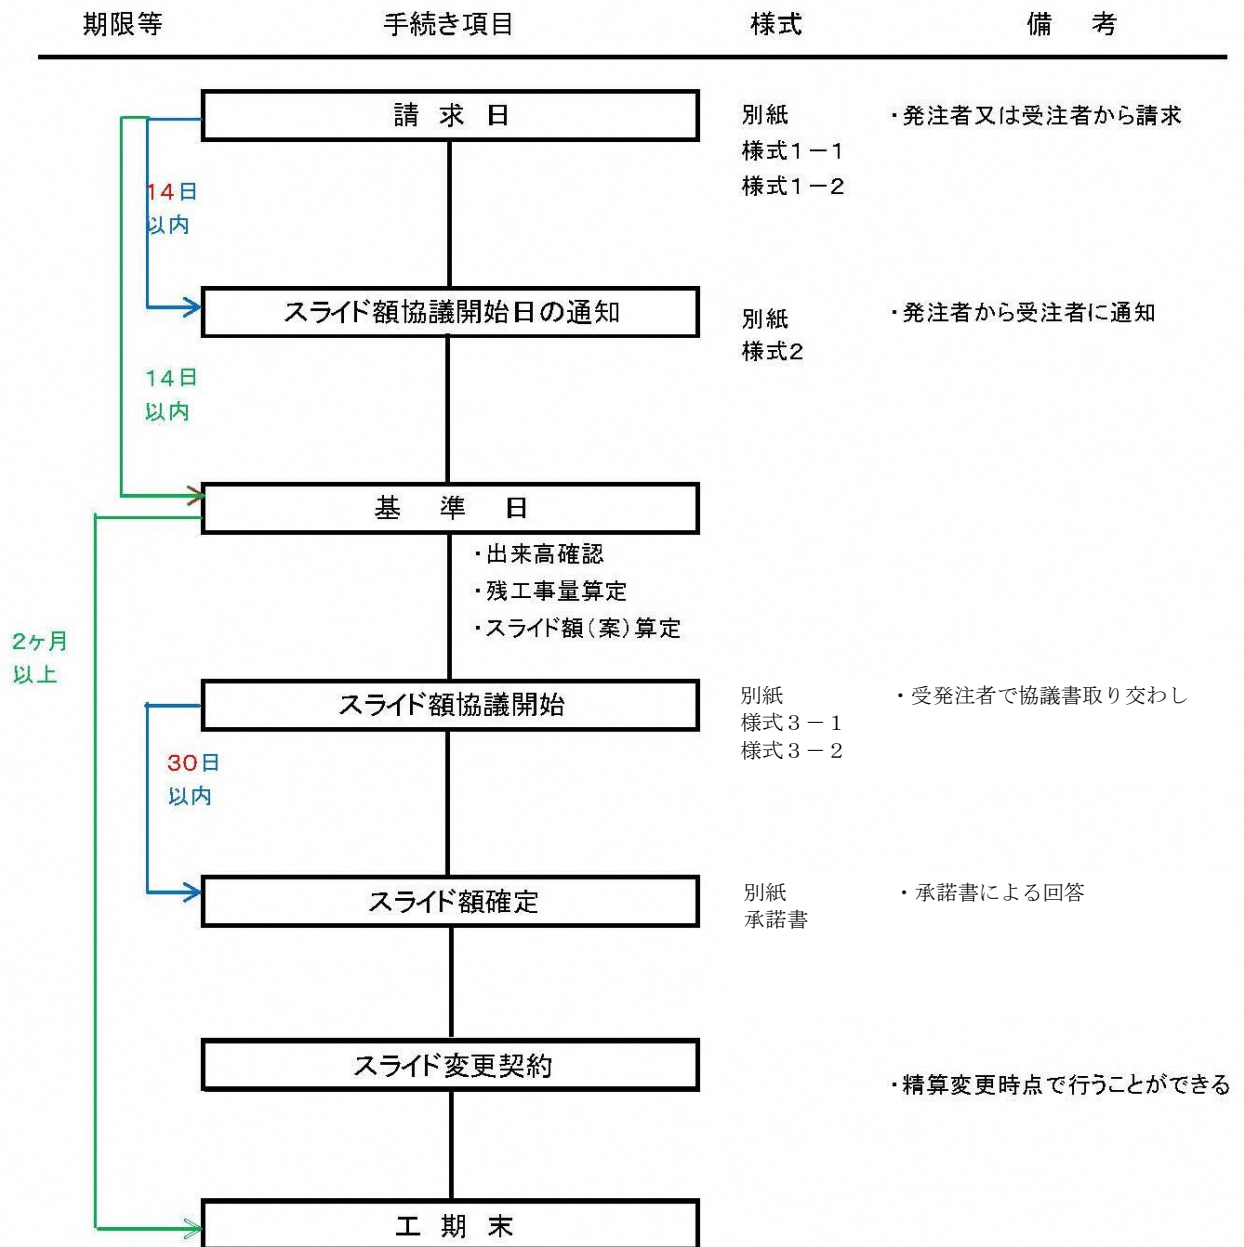 期限等 手続き項目 様式 備 考
請 求 日
別紙
様式1-1
様式1-2
・発注者又は受注者から請求
14日
以内
スライド額協議開始日の通知
別紙
様式2
・発注者から受注者に通知
14日
以内
基 準 日
・出来高確認
・残工事量算定
・スライド額(案)算定
2ヶ月
以上
スライド額協議開始
別紙
様式3-1
様式3-2
・受発注者で協議書取り交わし
30日
以内
スライド額確定
別紙
承諾書
・承諾書による回答
スライド変更契約
・精算変更時点で行うことができる
工 期 末